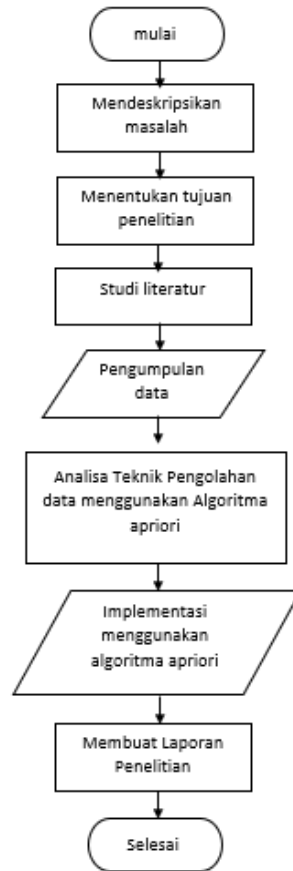 mulai
Mendeskripsikan
masalah
Menentukan tujuan
penelitian
Studi literatur
Pengumpulan
data
Analisa Teknik Pengolahan
data menggunakan Algoritma
apriori
Implementasi
menggunakan
algoritma apriori
Membuat Laporan
Penelitian
Selesai